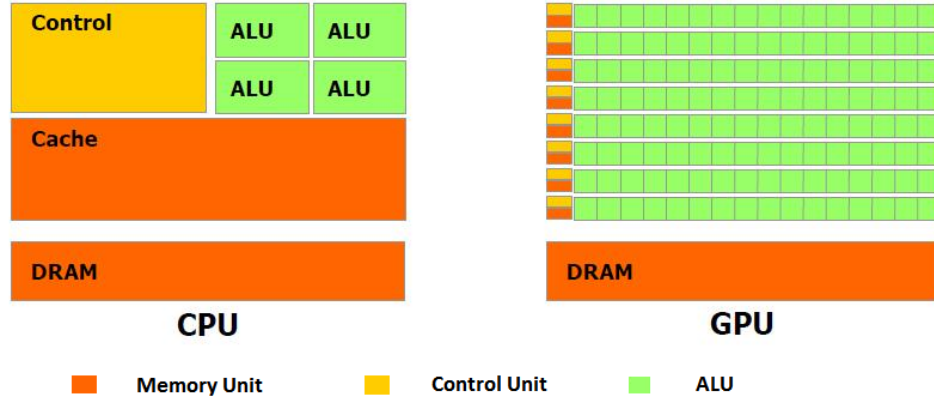 Control
ALU ALU
ALU ALU
Cache
DRAM
CPU
DRAM
GPU
Memory Unit Control Unit ALU